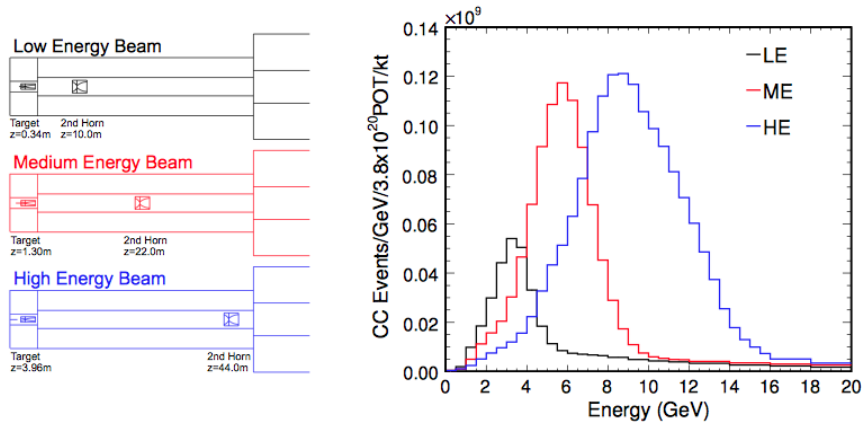 Low Energy Beam
Target 2nd Horn
z=0.34m z=10.0m
Medium Energy Beam
Target 2nd Horn
z=1.30m z=22.0m
High Energy Beam
Target 2nd Horn
z=3.96m z=44.0m
×10⁹
CC Events/GeV/3.8x10²⁰POT/kt
0.14
0.12
0.10
0.08
0.06
0.04
0.02
0.00
LE
ME
HE
0 2 4 6 8 10 12 14 16 18 20
Energy (GeV)